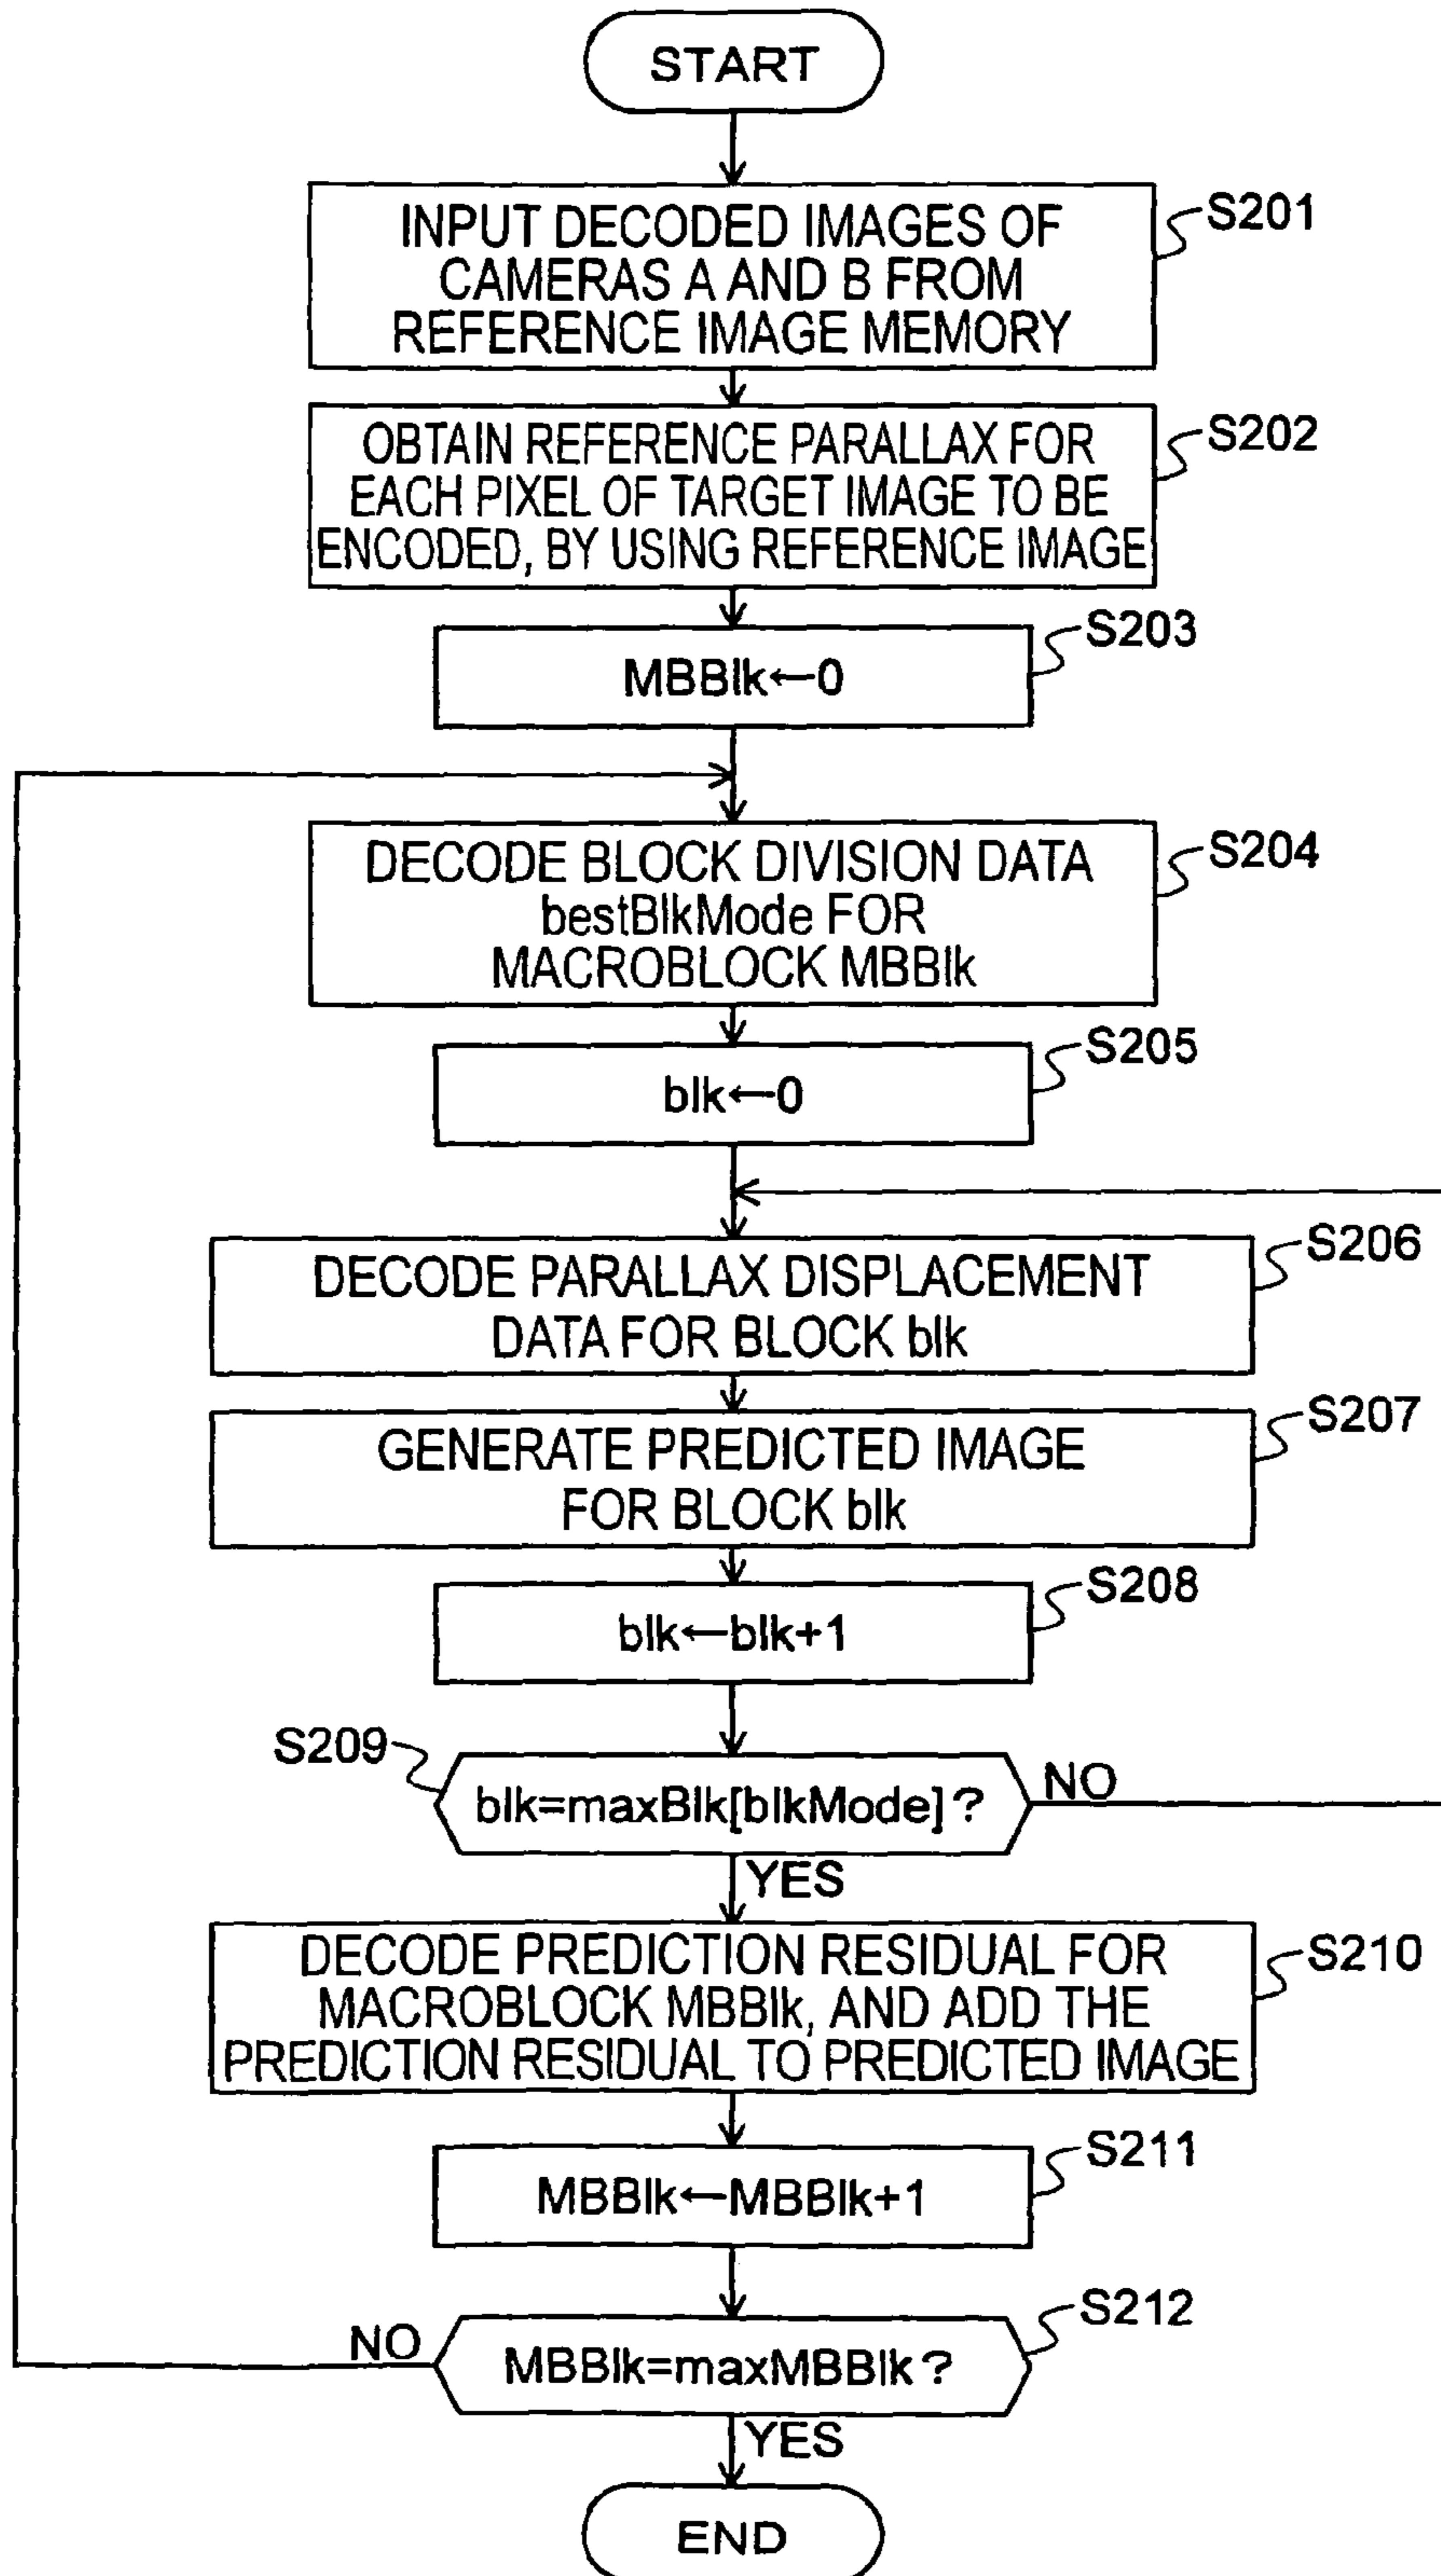 START
INPUT DECODED IMAGES OF
CAMERAS A AND B FROM
REFERENCE IMAGE MEMORY
S201
OBTAIN REFERENCE PARALLAX FOR
EACH PIXEL OF TARGET IMAGE TO BE
ENCODED, BY USING REFERENCE IMAGE
S202
MBBlk←0
S203
DECODE BLOCK DIVISION DATA
bestBlkMode FOR
MACROBLOCK MBBlk
S204
blk←0
S205
DECODE PARALLAX DISPLACEMENT
DATA FOR BLOCK blk
S206
GENERATE PREDICTED IMAGE
FOR BLOCK blk
S207
blk←blk+1
S208
S209
blk=maxBlk[blkMode]?
NO
YES
DECODE PREDICTION RESIDUAL FOR
MACROBLOCK MBBlk, AND ADD THE
PREDICTION RESIDUAL TO PREDICTED IMAGE
S210
MBBlk←MBBlk+1
S211
MBBlk=maxMBBlk?
S212
NO
YES
END